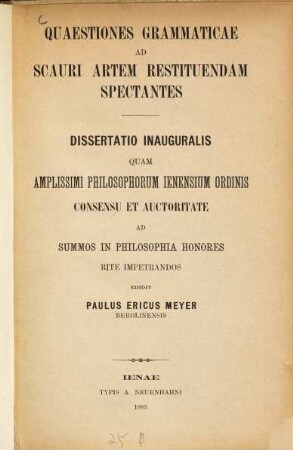 QUAESTIONES GRAMMATICAE
AD
SCAURI ARTEM RESTITUENDAM
SPECTANTES
DISSERTATIO INAUGURALIS
QUAM
AMPLISSIMI PHILOSOPHORUM IENENSIUM ORDINIS
CONSENSU ET AUCTORITATE
AD
SUMMOS IN PHILOSOPHIA HONORES
RITE IMPETRANDOS
EDIDIT
PAULUS ERICUS MEYER
BEROLINENSIS
IENAE
TYPIS A. NEUENHAHNI
1885